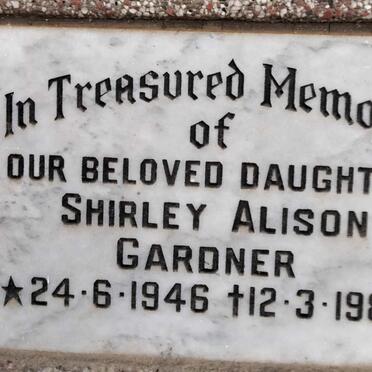 In Treasured Memo
of
OUR BELOVED DAUGHT
SHIRLEY ALISON
GARDNER
★24·6·1946 †12·3·198